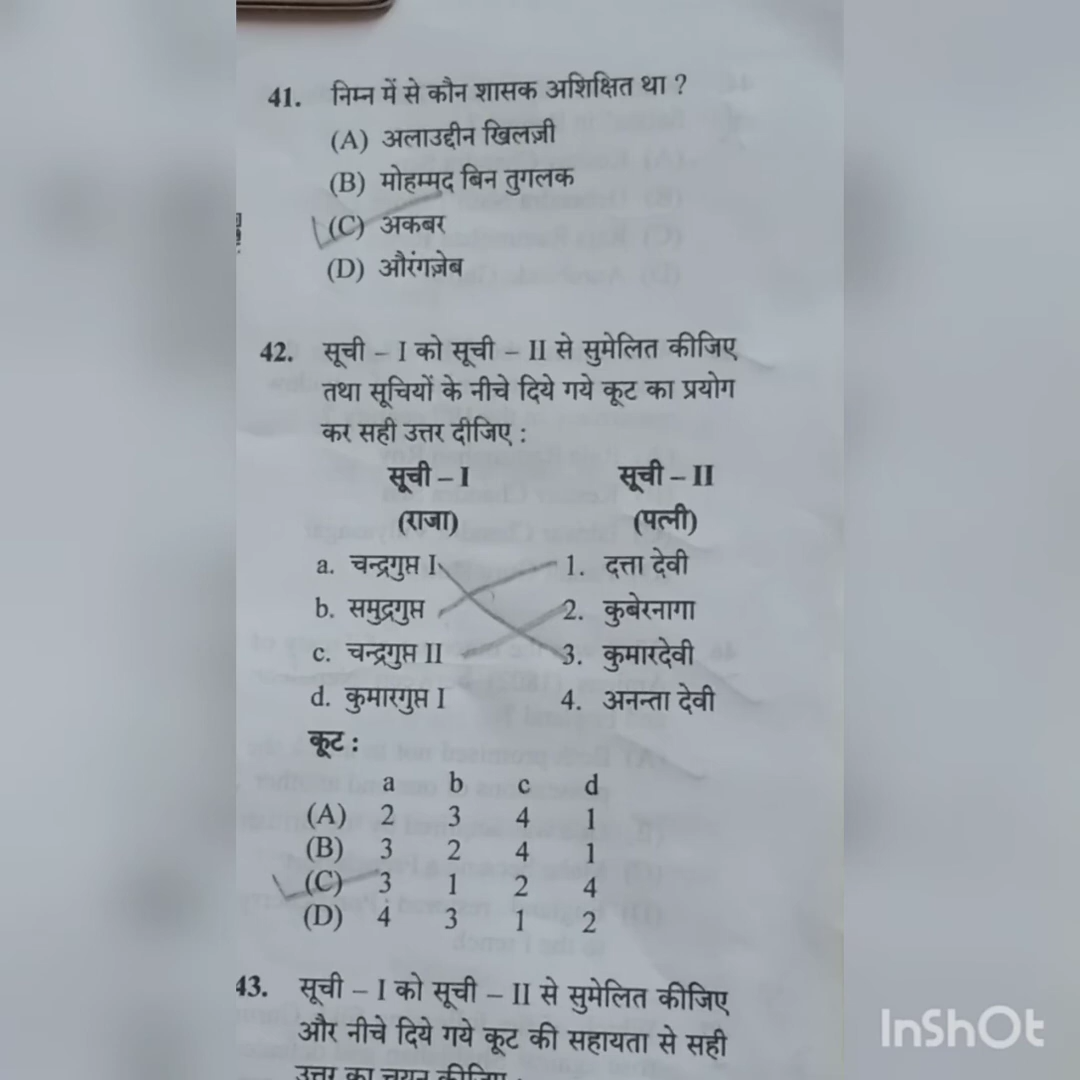 41. निम्न में से कौन शासक अशिक्षित था ?
(A) अलाउद्दीन खिलज़ी
(B) मोहम्मद बिन तुगलक
(C) अकबर
(D) औरंगज़ेब
42. सूची – I को सूची – II से सुमेलित कीजिए
तथा सूचियों के नीचे दिये गये कूट का प्रयोग
कर सही उत्तर दीजिए :
सूची – I सूची – II
(राजा) (पत्नी)
a. चन्द्रगुप्त I 1. दत्ता देवी
b. समुद्रगुप्त 2. कुबेरनागा
c. चन्द्रगुप्त II 3. कुमारदेवी
d. कुमारगुप्त I 4. अनन्ता देवी
कूट :
a b c d
(A) 2 3 4 1
(B) 3 2 4 1
(C) 3 1 2 4
(D) 4 3 1 2
43. सूची – I को सूची – II से सुमेलित कीजिए
और नीचे दिये गये कूट की सहायता से सही
उत्तर का चयन कीजिए :
InShOt